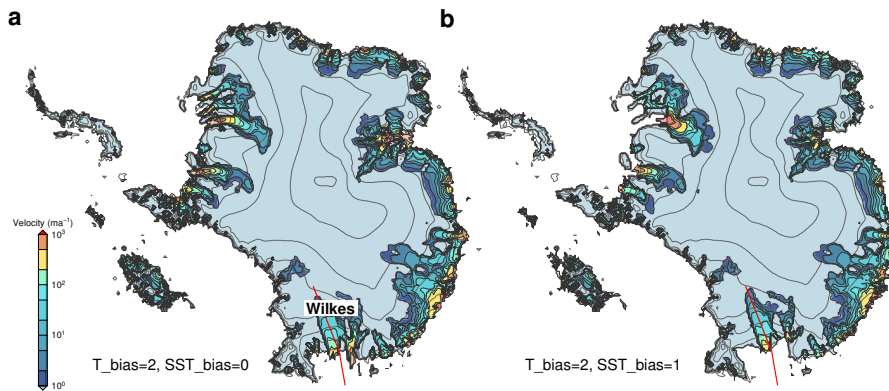 a
b
Velocity (ma⁻¹)
10³
10²
10¹
10⁰
Wilkes
T_bias=2, SST_bias=0
T_bias=2, SST_bias=1